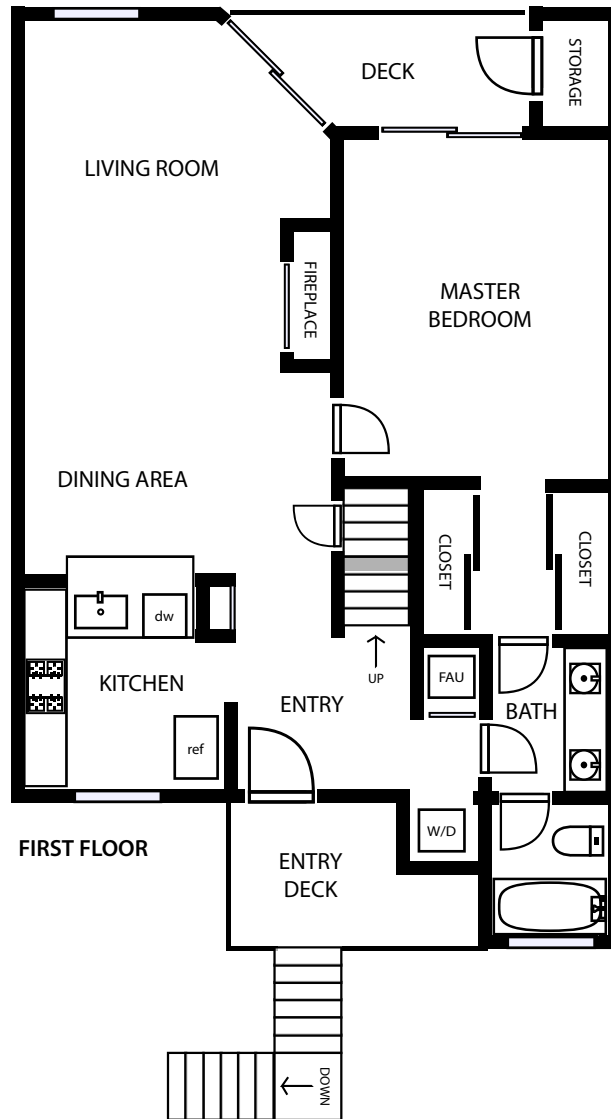 DECK
STORAGE
LIVING ROOM
FIREPLACE
MASTER
BEDROOM
DINING AREA
CLOSET
CLOSET
dw
KITCHEN
UP
FAU
ENTRY
BATH
ref
W/D
FIRST FLOOR
ENTRY
DECK
DOWN